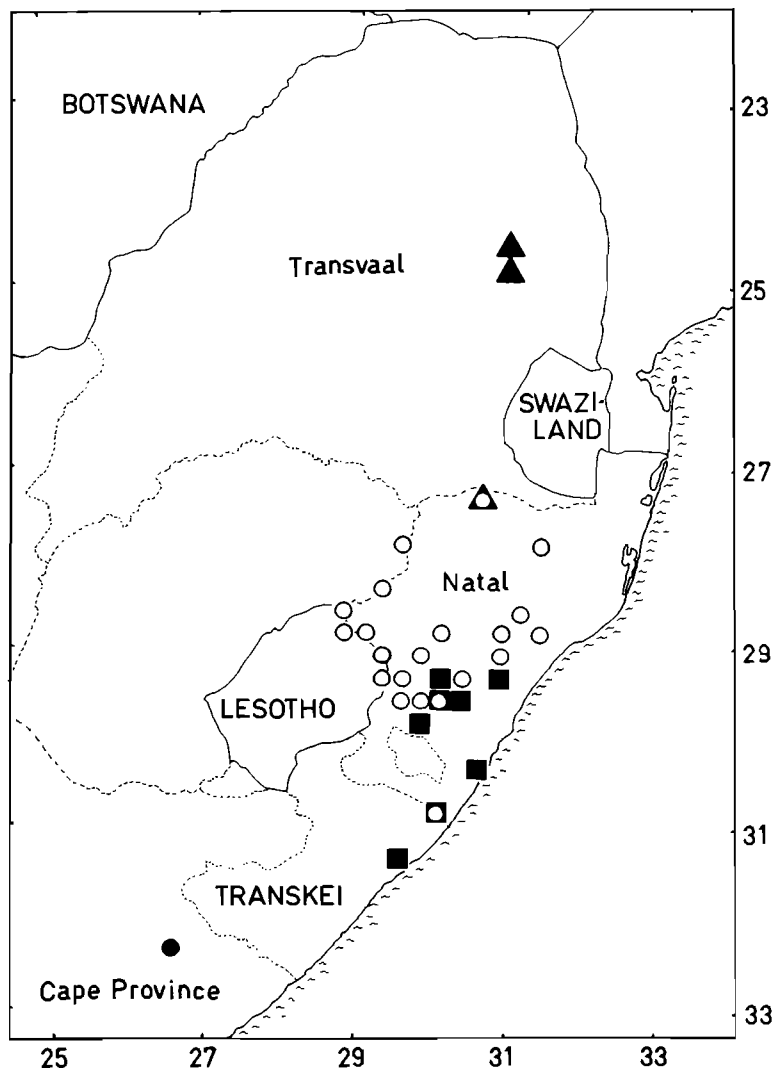 BOTSWANA
23
Transvaal
25
SWAZI-
LAND
27
Natal
29
LESOTHO
31
TRANSKEI
Cape Province
33
25 27 29 31 33